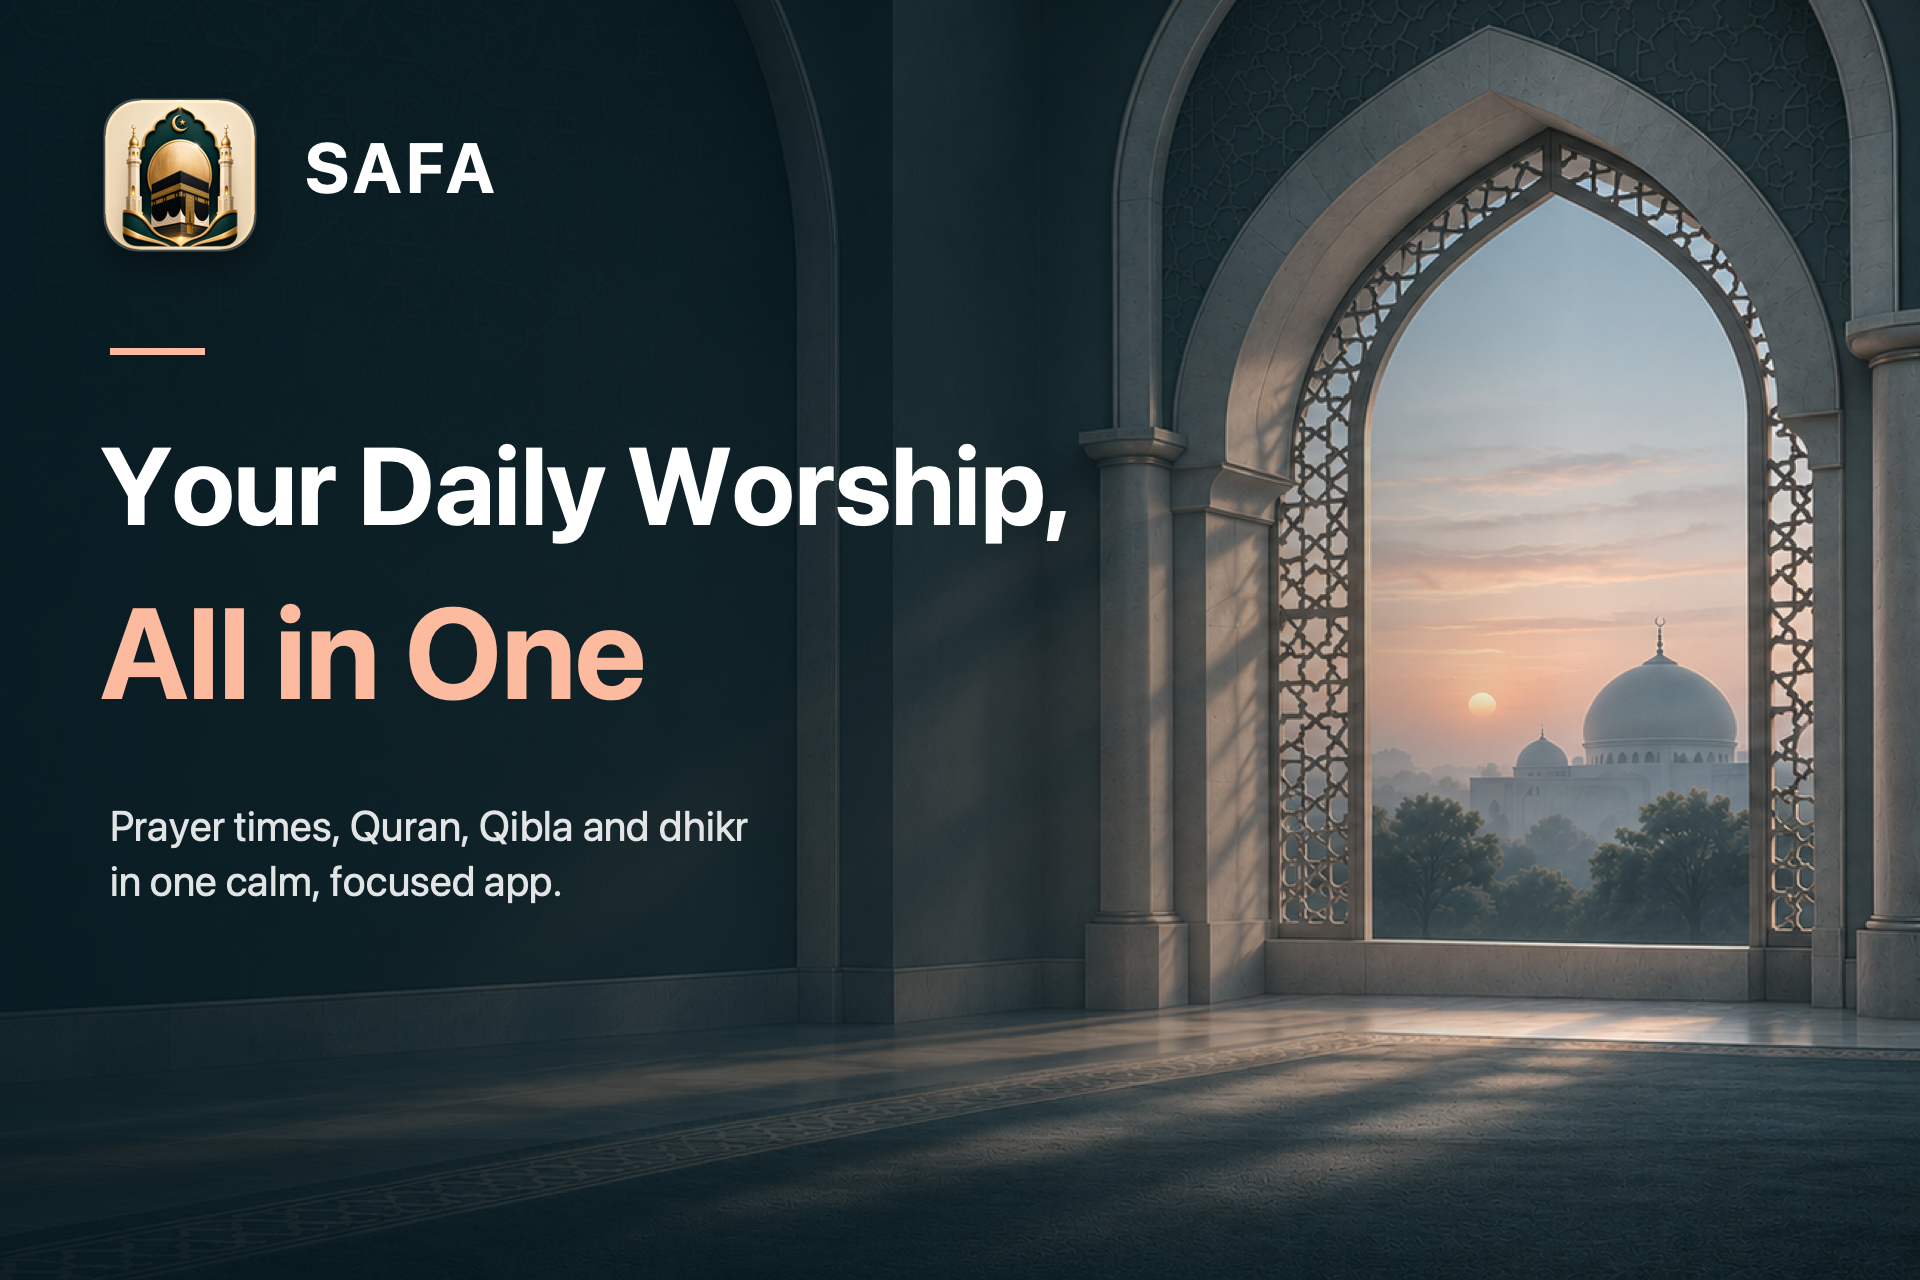 SAFA
Your Daily Worship,
All in One
Prayer times, Quran, Qibla and dhikr
in one calm, focused app.